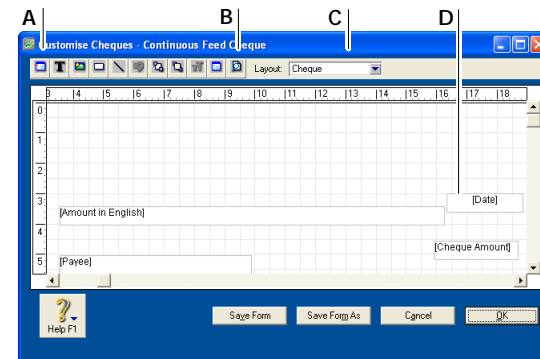 A B C D
Customise Cheques - Continuous Feed Cheque
Layout: Cheque
3 4 5 6 7 8 9 10 11 12 13 14 15 16 17 18
0
1
2
3
[Date]
[Amount in English]
4
[Cheque Amount]
5
[Payee]
Help F1
Save Form Save Form As Cancel OK